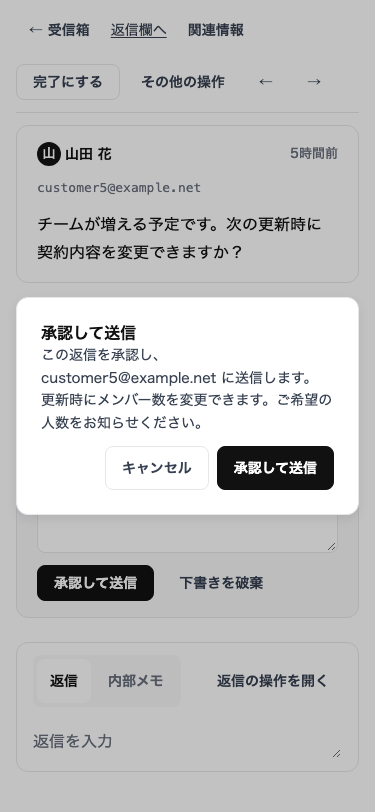 ← 受信箱 返信欄へ 関連情報
完了にする その他の操作 ← →
山 山田 花 5時間前
customer5@example.net
チームが増える予定です。次の更新時に
契約内容を変更できますか？
承認して送信
この返信を承認し、
customer5@example.net に送信します。
更新時にメンバー数を変更できます。ご希望の
人数をお知らせください。
キャンセル 承認して送信
承認して送信 下書きを破棄
返信 内部メモ 返信の操作を開く
返信を入力